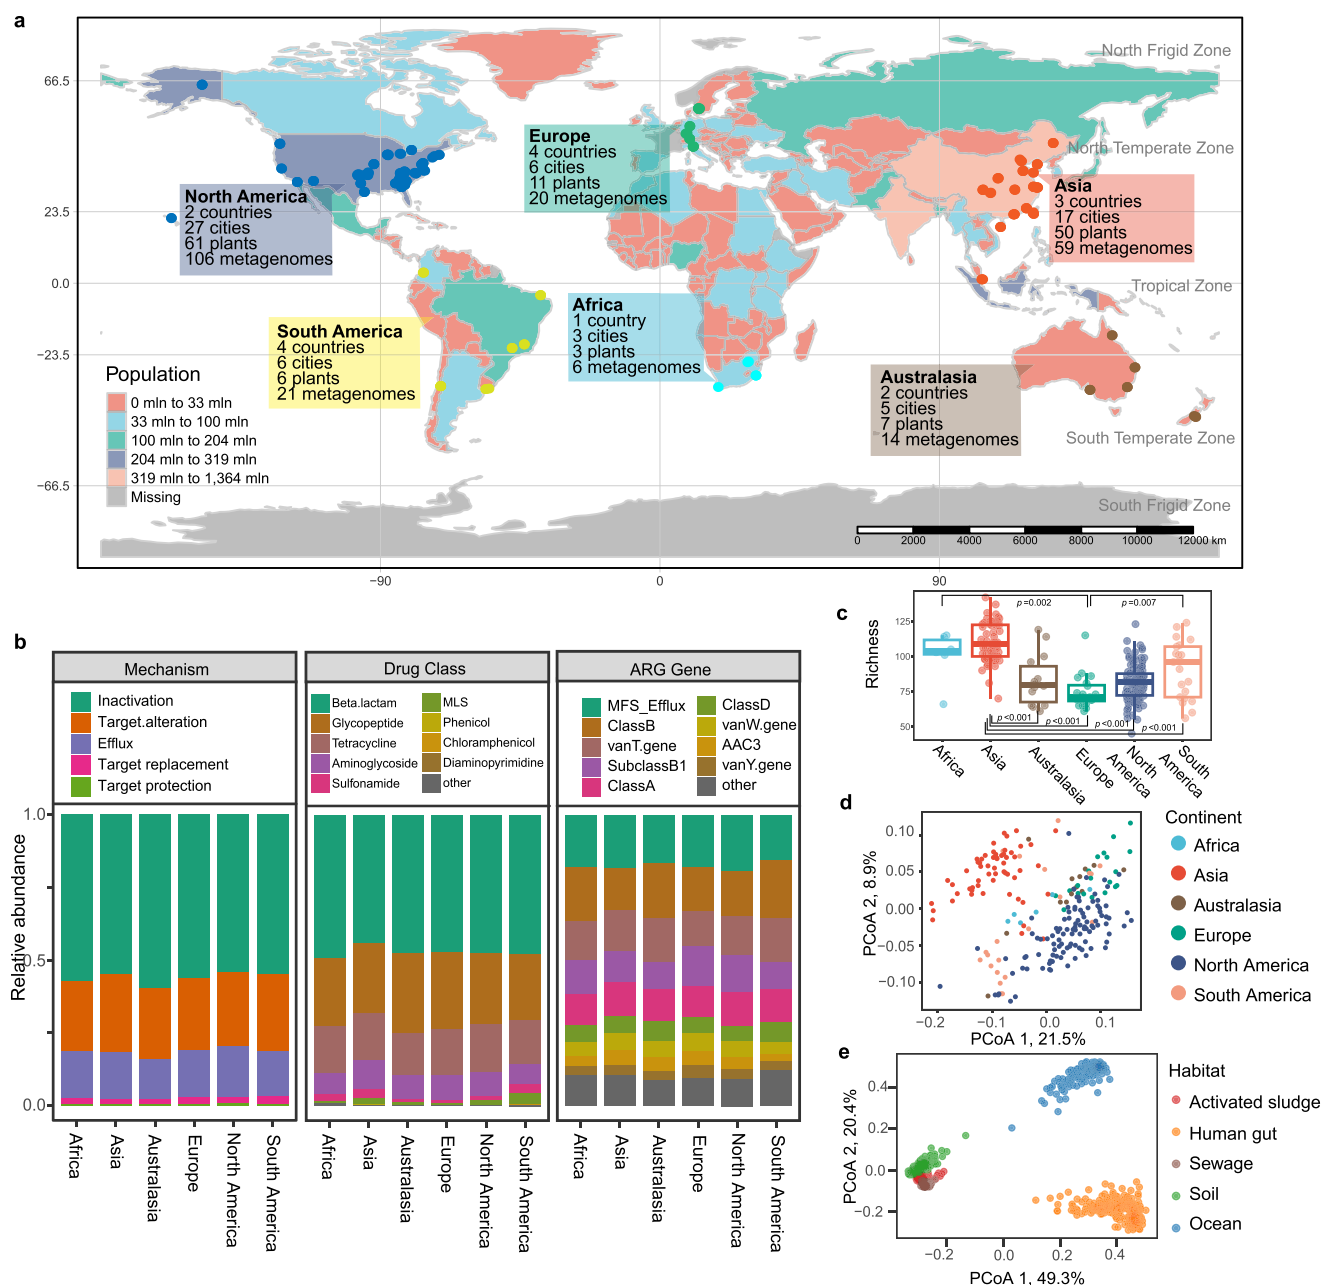 a
North Frigid Zone
66.5
North Temperate Zone
23.5
0.0
Tropical Zone
−23.5
South Temperate Zone
−66.5
South Frigid Zone
North America
2 countries
27 cities
61 plants
106 metagenomes
Europe
4 countries
6 cities
11 plants
20 metagenomes
Asia
3 countries
17 cities
50 plants
59 metagenomes
South America
4 countries
6 cities
6 plants
21 metagenomes
Africa
1 country
3 cities
3 plants
6 metagenomes
Australasia
2 countries
5 cities
7 plants
14 metagenomes
Population
0 mln to 33 mln
33 mln to 100 mln
100 mln to 204 mln
204 mln to 319 mln
319 mln to 1,364 mln
Missing
0 2000 4000 6000 8000 10000 12000 km
−90 0 90
b
Mechanism
Inactivation
Target.alteration
Efflux
Target replacement
Target protection
Drug Class
Beta.lactam
Glycopeptide
Tetracycline
Aminoglycoside
Sulfonamide
MLS
Phenicol
Chloramphenicol
Diaminopyrimidine
other
ARG Gene
MFS_Efflux
ClassB
vanT.gene
SubclassB1
ClassA
ClassD
vanW.gene
AAC3
vanY.gene
other
Relative abundance
1.0
0.5
0.0
Africa
Asia
Australasia
Europe
North America
South America
Africa
Asia
Australasia
Europe
North America
South America
Africa
Asia
Australasia
Europe
North America
South America
c
Richness
125
100
75
50
p=0.002
p=0.007
p<0.001
p<0.001
p<0.001
p<0.001
Africa
Asia
Australasia
Europe
North
America
South
America
d
PCoA 2, 8.9%
0.10
0.05
0.00
−0.05
−0.10
−0.2 −0.1 0.0 0.1
PCoA 1, 21.5%
Continent
Africa
Asia
Australasia
Europe
North America
South America
e
PCoA 2, 20.4%
0.4
0.2
0.0
−0.2
−0.2 0.0 0.2 0.4
PCoA 1, 49.3%
Habitat
Activated sludge
Human gut
Sewage
Soil
Ocean